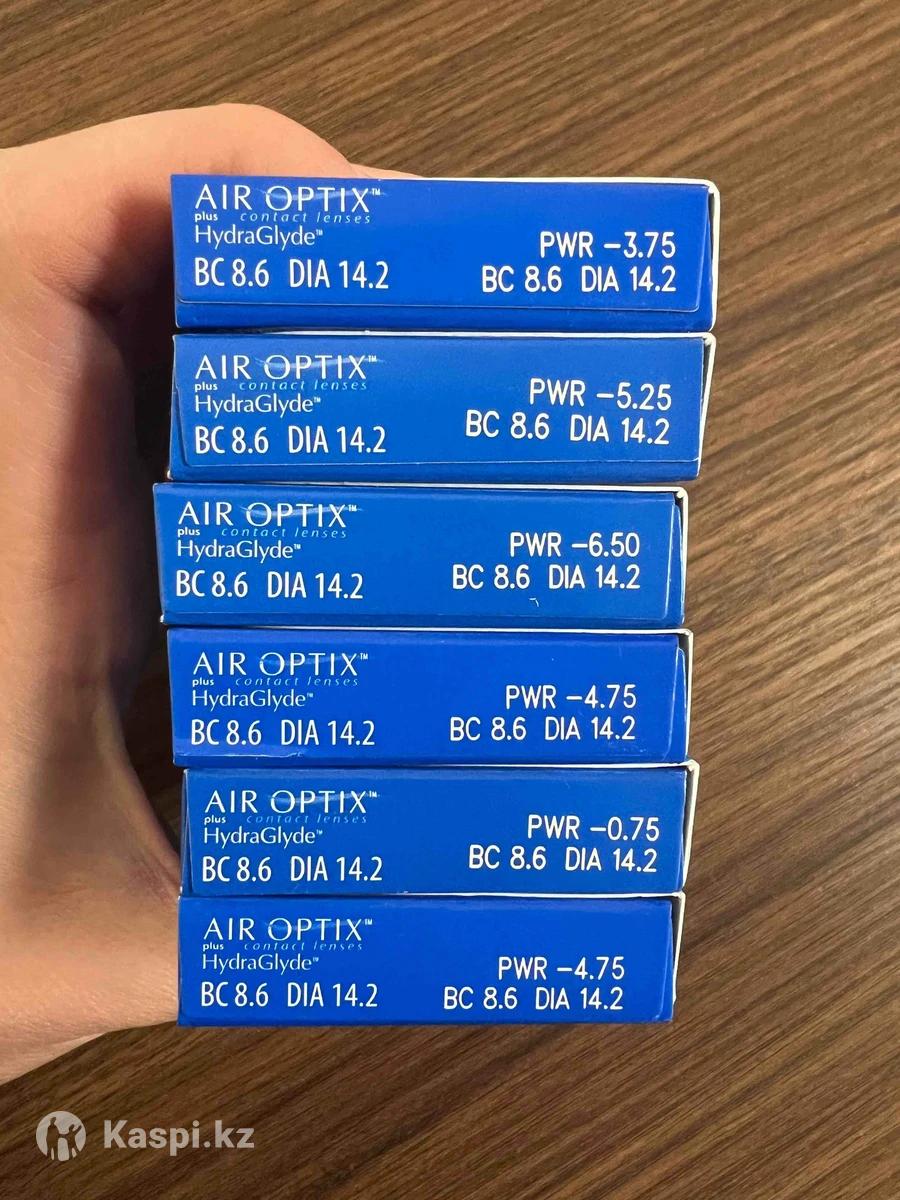 AIR OPTIX™
plus contact lenses
HydraGlyde™
BC 8.6 DIA 14.2
PWR -3.75
BC 8.6 DIA 14.2
AIR OPTIX™
plus contact lenses
HydraGlyde™
BC 8.6 DIA 14.2
PWR -5.25
BC 8.6 DIA 14.2
AIR OPTIX™
plus contact lenses
HydraGlyde™
BC 8.6 DIA 14.2
PWR -6.50
BC 8.6 DIA 14.2
AIR OPTIX™
plus contact lenses
HydraGlyde™
BC 8.6 DIA 14.2
PWR -4.75
BC 8.6 DIA 14.2
AIR OPTIX™
plus contact lenses
HydraGlyde™
BC 8.6 DIA 14.2
PWR -0.75
BC 8.6 DIA 14.2
AIR OPTIX™
plus contact lenses
HydraGlyde™
BC 8.6 DIA 14.2
PWR -4.75
BC 8.6 DIA 14.2
Kaspi.kz